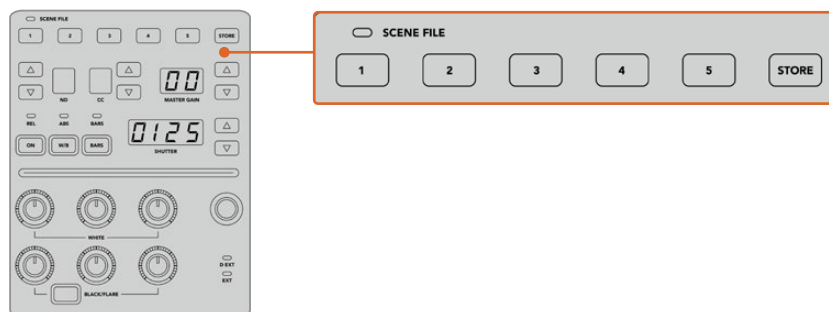 SCENE FILE
1 2 3 4 5 STORE
ND CC 00
MASTER GAIN
REL ABS BARS
ON W/B BARS 0125
SHUTTER
WHITE
D EXT
EXT
BLACK/FLARE
SCENE FILE
1 2 3 4 5 STORE